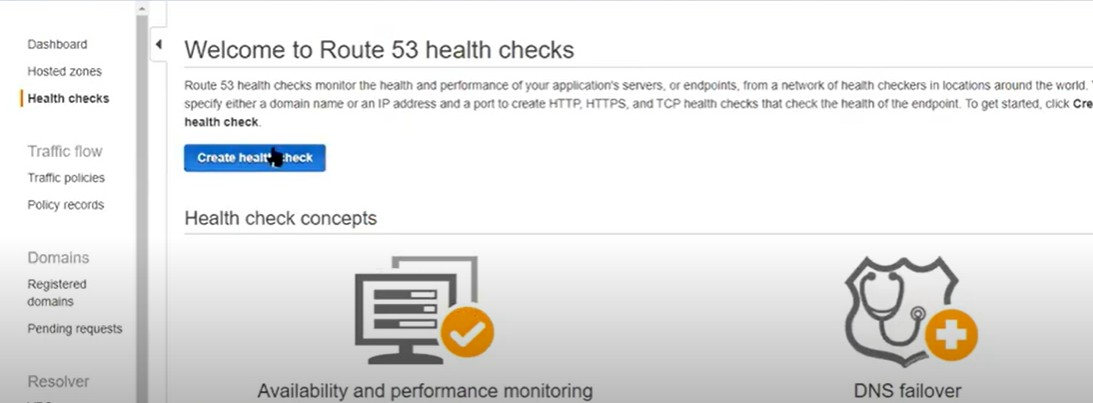 Dashboard
Hosted zones
Health checks
Traffic flow
Traffic policies
Policy records
Domains
Registered
domains
Pending requests
Resolver
Welcome to Route 53 health checks
Route 53 health checks monitor the health and performance of your application's servers, or endpoints, from a network of health checkers in locations around the world.
specify either a domain name or an IP address and a port to create HTTP, HTTPS, and TCP health checks that check the health of the endpoint. To get started, click Cre
health check.
Create health check
Health check concepts
Availability and performance monitoring
DNS failover